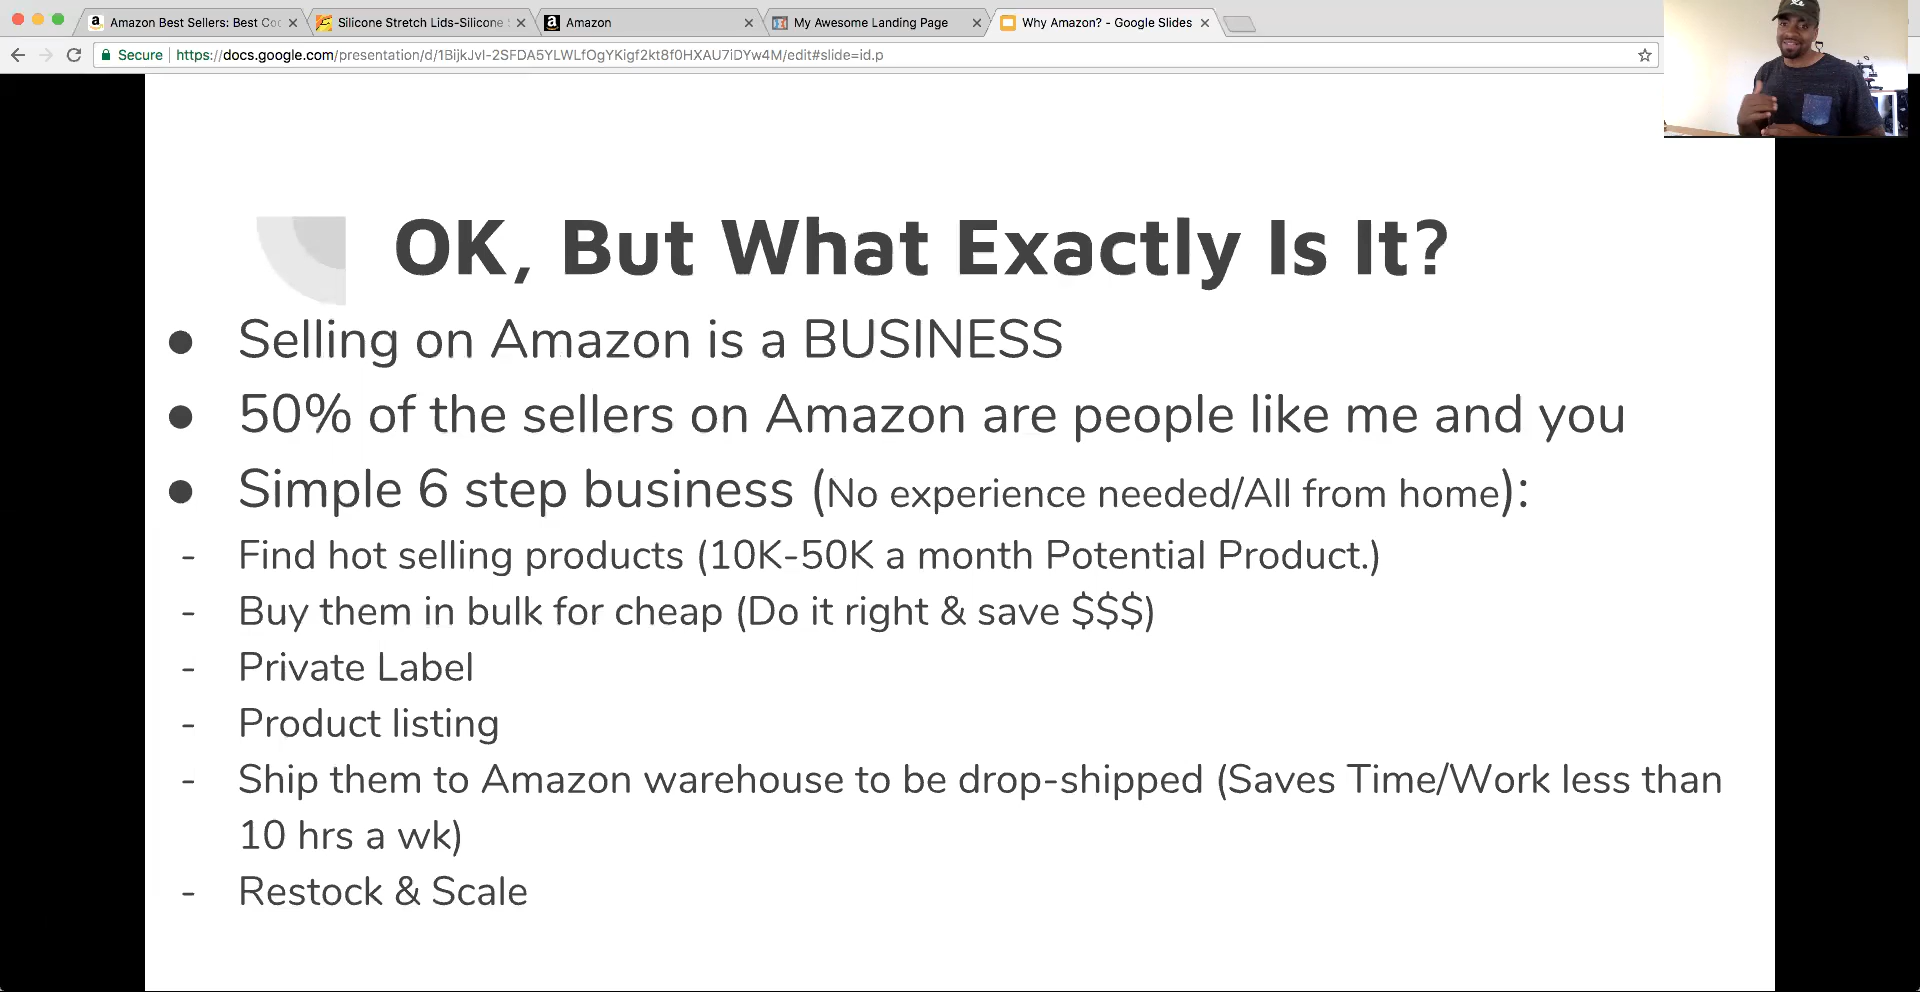 Amazon Best Sellers: Best Co
Silicone Stretch Lids-Silicone
Amazon
My Awesome Landing Page
Why Amazon? - Google Slides
Secure
https://docs.google.com/presentation/d/1BijkJvI-2SFDA5YLWLfOgYKigf2kt8f0HXAU7iDYw4M/edit#slide=id.p
OK, But What Exactly Is It?
● Selling on Amazon is a BUSINESS
● 50% of the sellers on Amazon are people like me and you
● Simple 6 step business (No experience needed/All from home):
- Find hot selling products (10K-50K a month Potential Product.)
- Buy them in bulk for cheap (Do it right & save $$$)
- Private Label
- Product listing
- Ship them to Amazon warehouse to be drop-shipped (Saves Time/Work less than
10 hrs a wk)
- Restock & Scale